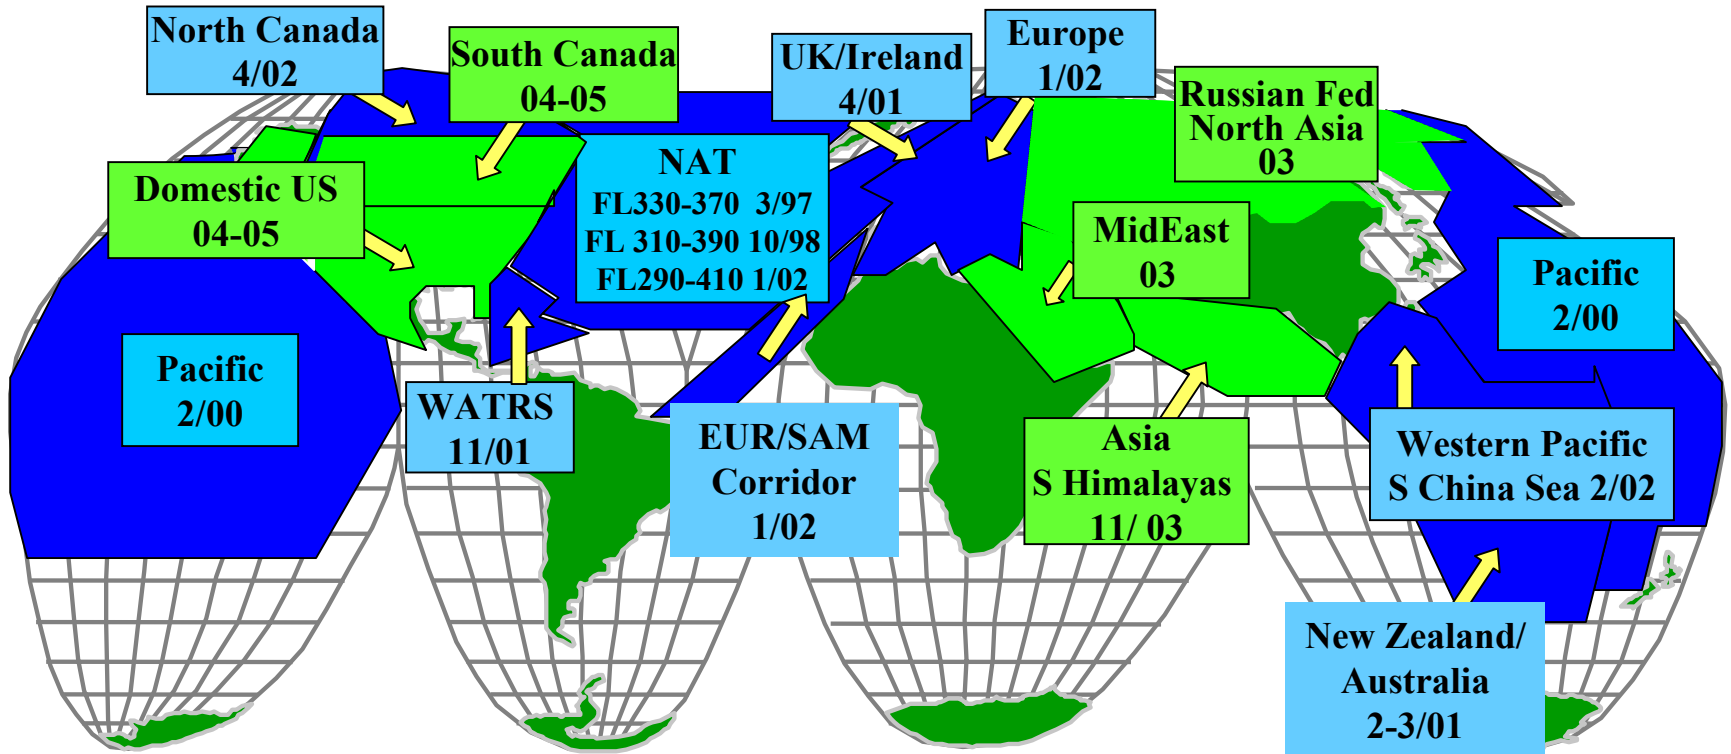 North Canada
4/02
South Canada
04-05
UK/Ireland
4/01
Europe
1/02
Russian Fed
North Asia
03
Domestic US
04-05
NAT
FL330-370 3/97
FL 310-390 10/98
FL290-410 1/02
MidEast
03
Pacific
2/00
Pacific
2/00
WATRS
11/01
EUR/SAM
Corridor
1/02
Asia
S Himalayas
11/ 03
Western Pacific
S China Sea 2/02
New Zealand/
Australia
2-3/01